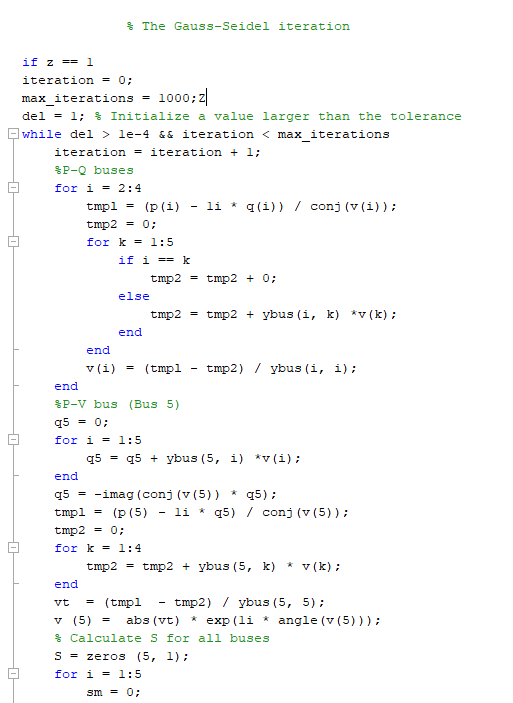 % The Gauss-Seidel iteration
if z == 1
iteration = 0;
max_iterations = 1000;Z
del = 1; % Initialize a value larger than the tolerance
while del > 1e-4 && iteration < max_iterations
iteration = iteration + 1;
%P-Q buses
for i = 2:4
tmp1 = (p(i) - 1i * q(i)) / conj(v(i));
tmp2 = 0;
for k = 1:5
if i == k
tmp2 = tmp2 + 0;
else
tmp2 = tmp2 + ybus(i, k) *v(k);
end
end
v(i) = (tmp1 - tmp2) / ybus(i, i);
end
%P-V bus (Bus 5)
q5 = 0;
for i = 1:5
q5 = q5 + ybus(5, i) *v(i);
end
q5 = -imag(conj(v(5)) * q5);
tmp1 = (p(5) - 1i * q5) / conj(v(5));
tmp2 = 0;
for k = 1:4
tmp2 = tmp2 + ybus(5, k) * v(k);
end
vt = (tmp1 - tmp2) / ybus(5, 5);
v (5) = abs(vt) * exp(1i * angle(v(5)));
% Calculate S for all buses
S = zeros (5, 1);
for i = 1:5
sm = 0;